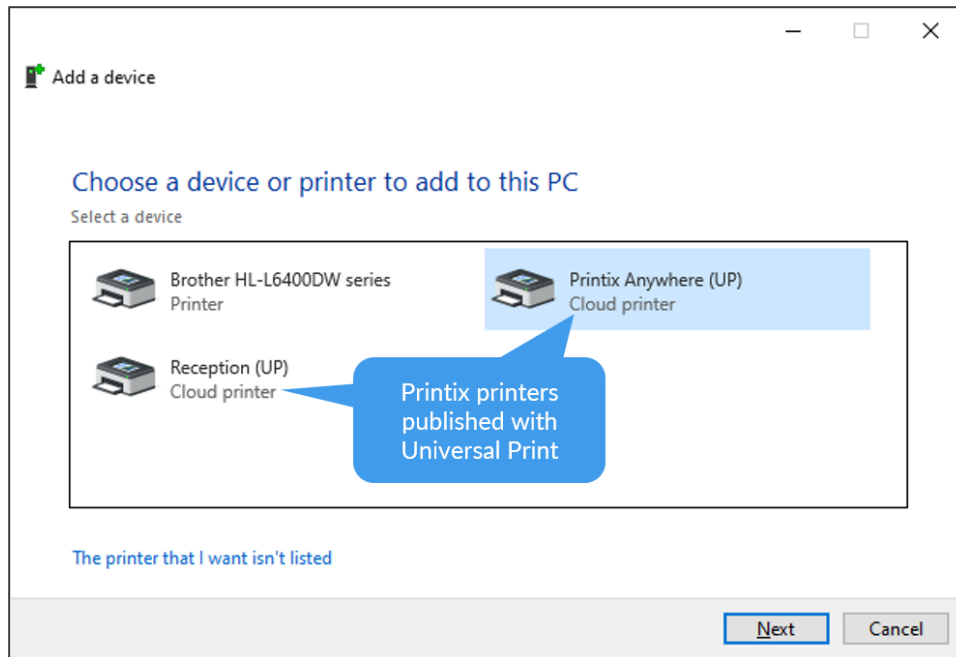 Add a device
Choose a device or printer to add to this PC
Select a device
Brother HL-L6400DW series
Printer
Printix Anywhere (UP)
Cloud printer
Reception (UP)
Cloud printer
Printix printers
published with
Universal Print
The printer that I want isn't listed
Next
Cancel